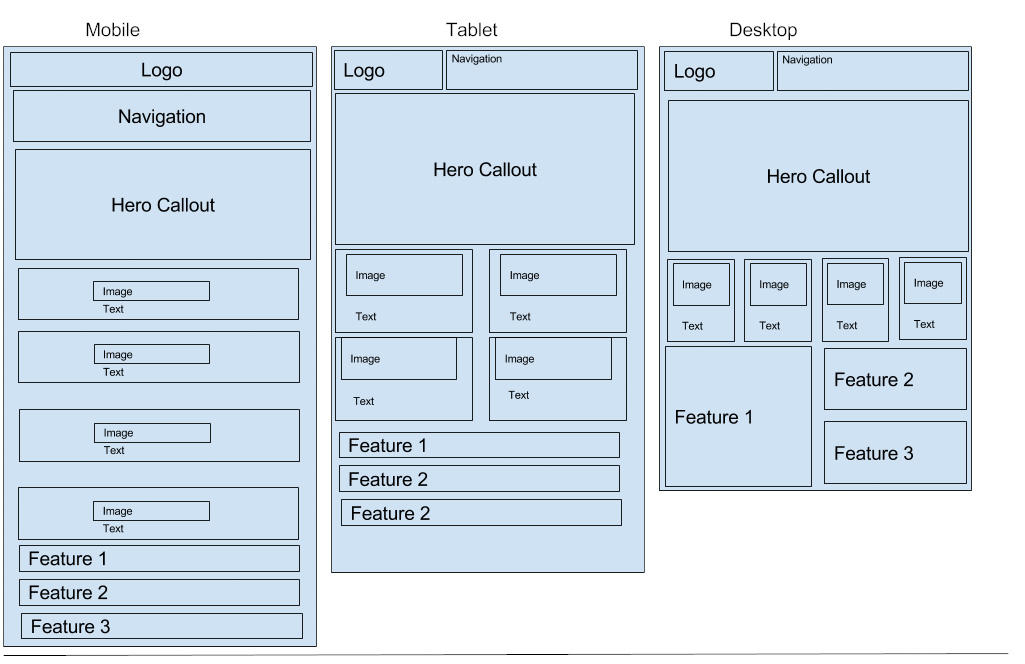 Mobile
Logo
Navigation
Hero Callout
Image
Text
Image
Text
Image
Text
Image
Text
Feature 1
Feature 2
Feature 3
Tablet
Logo
Navigation
Hero Callout
Image
Text
Image
Text
Image
Text
Image
Text
Feature 1
Feature 2
Feature 2
Desktop
Logo
Navigation
Hero Callout
Image
Text
Image
Text
Image
Text
Image
Text
Feature 1
Feature 2
Feature 3